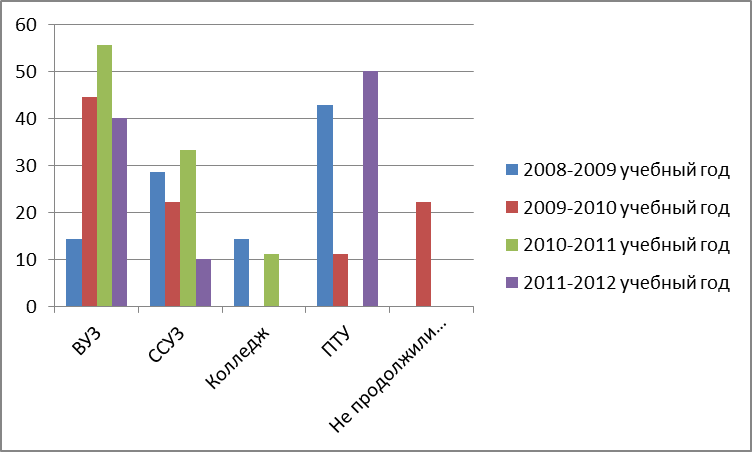 60
50
40
30
20
10
0
ВУЗ
ССУЗ
Колледж
ПТУ
Не продолжили...
2008-2009 учебный год
2009-2010 учебный год
2010-2011 учебный год
2011-2012 учебный год